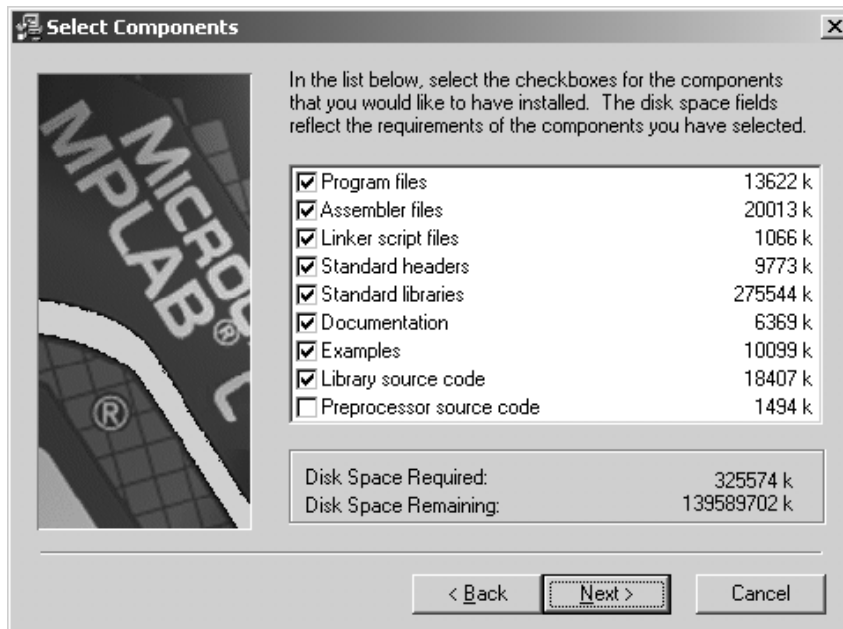 Select Components
In the list below, select the checkboxes for the components
that you would like to have installed. The disk space fields
reflect the requirements of the components you have selected.
MICROC
MPLAB® C
®
Program files 13622 k
Assembler files 20013 k
Linker script files 1066 k
Standard headers 9773 k
Standard libraries 275544 k
Documentation 6369 k
Examples 10099 k
Library source code 18407 k
Preprocessor source code 1494 k
Disk Space Required: 325574 k
Disk Space Remaining: 139589702 k
< Back Next > Cancel